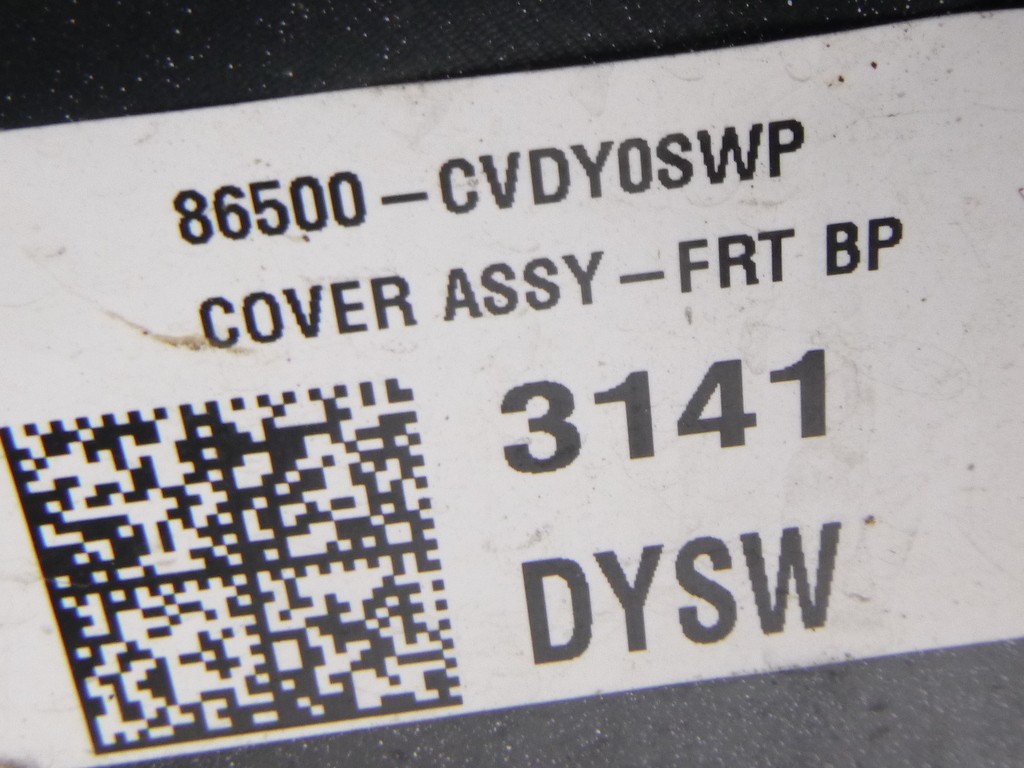 86500-CVDY0SWP
COVER ASSY-FRT BP
3141
DYSW